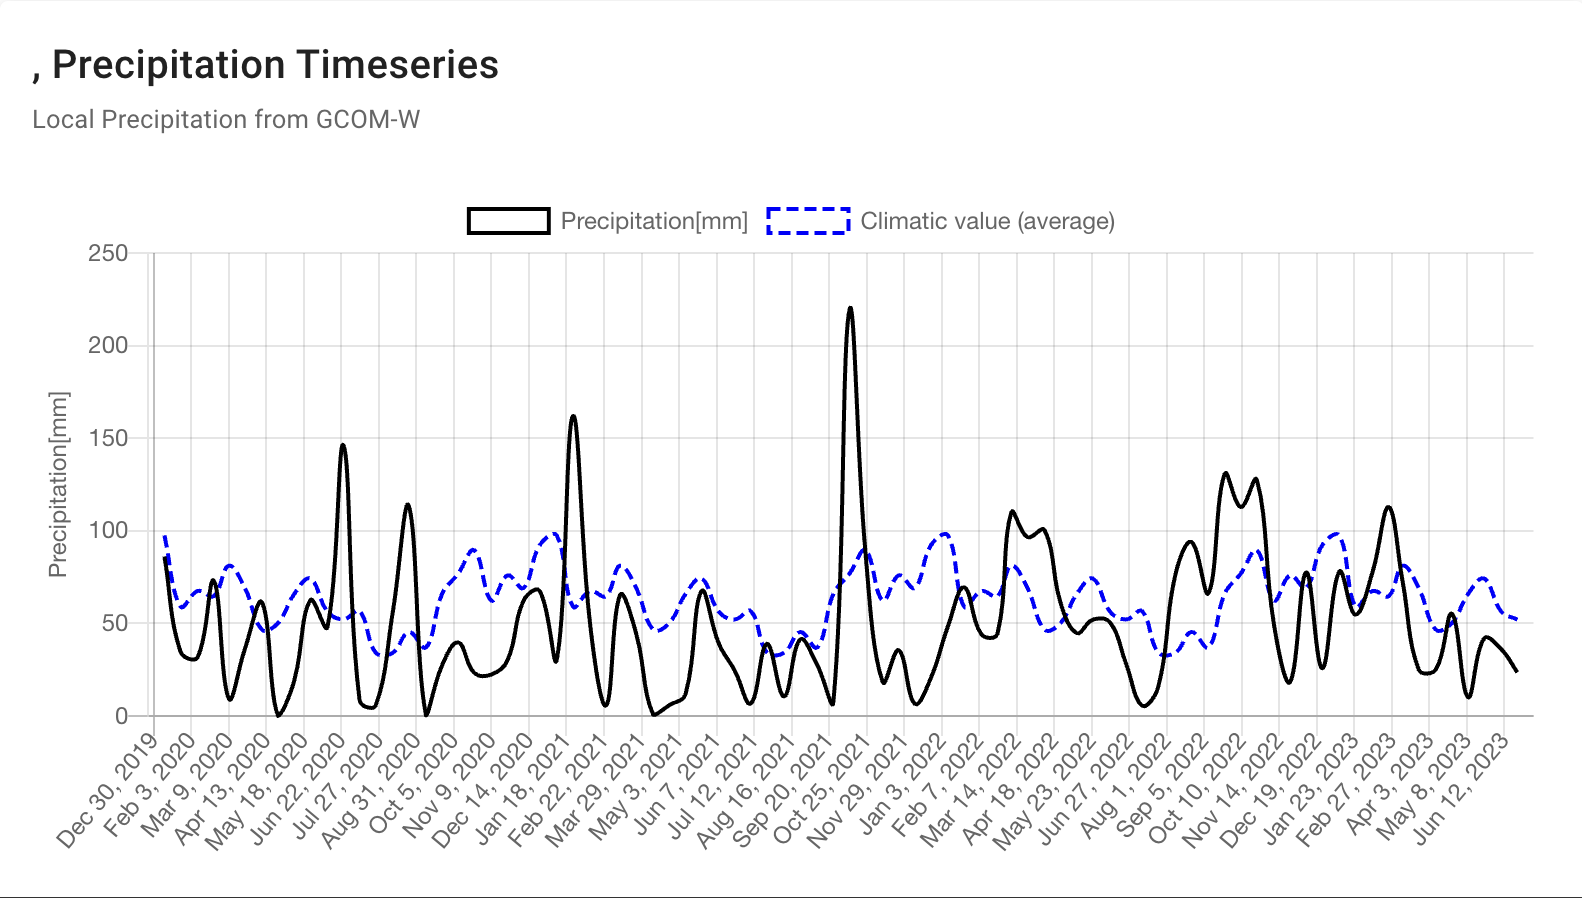 , Precipitation Timeseries
Local Precipitation from GCOM-W
Precipitation[mm] Climatic value (average)
Precipitation[mm]
250
200
150
100
50
0
Dec 30, 2019
Feb 3, 2020
Mar 9, 2020
Apr 13, 2020
May 18, 2020
Jun 22, 2020
Jul 27, 2020
Aug 31, 2020
Oct 5, 2020
Nov 9, 2020
Dec 14, 2020
Jan 18, 2021
Feb 22, 2021
Mar 29, 2021
May 3, 2021
Jun 7, 2021
Jul 12, 2021
Aug 16, 2021
Sep 20, 2021
Oct 25, 2021
Nov 29, 2021
Jan 3, 2022
Feb 7, 2022
Mar 14, 2022
Apr 18, 2022
May 23, 2022
Jun 27, 2022
Aug 1, 2022
Sep 5, 2022
Oct 10, 2022
Nov 14, 2022
Dec 19, 2022
Jan 23, 2023
Feb 27, 2023
Apr 3, 2023
May 8, 2023
Jun 12, 2023